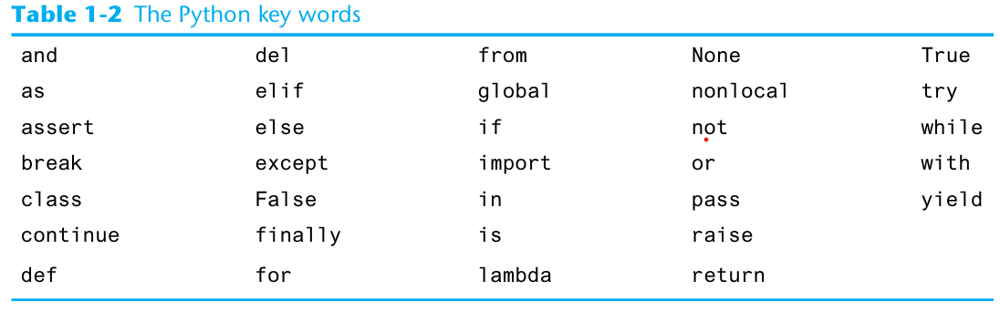 Table 1-2 The Python key words
and del from None True
as elif global nonlocal try
assert else if not while
break except import or with
class False in pass yield
continue finally is raise
def for lambda return